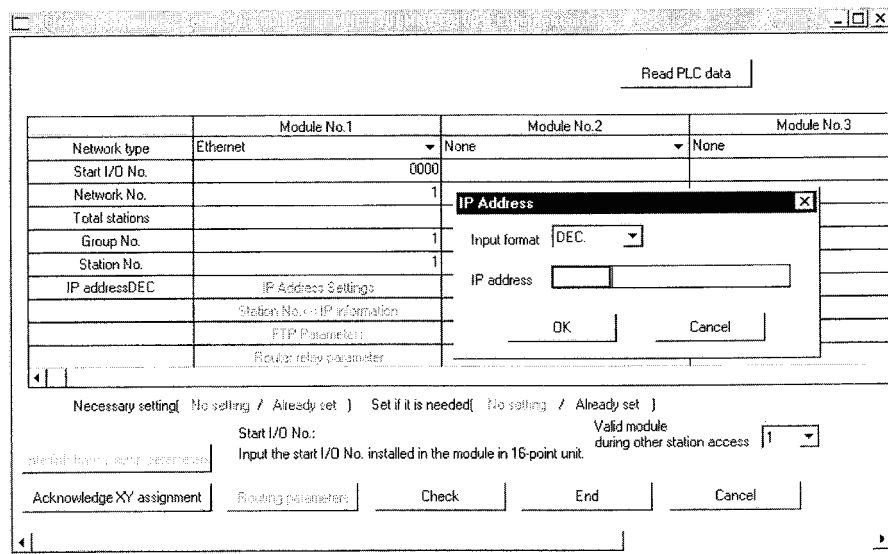 Read PLC data
Module No.1 Module No.2 Module No.3
Network type Ethernet None None
Start I/O No. 0000
Network No. 1
Total stations
Group No. 1
Station No. 1
IP addressDEC IP Address Settings
Station No.<->IP information
FTP Parameters
Router relay parameter
IP Address
Input format DEC.
IP address
OK Cancel
Necessary setting( No setting / Already set ) Set if it is needed( No setting / Already set )
Start I/O No.:
Input the start I/O No. installed in the module in 16-point unit.
Valid module
during other station access 1
Acknowledge XY assignment Routing parameters Check End Cancel